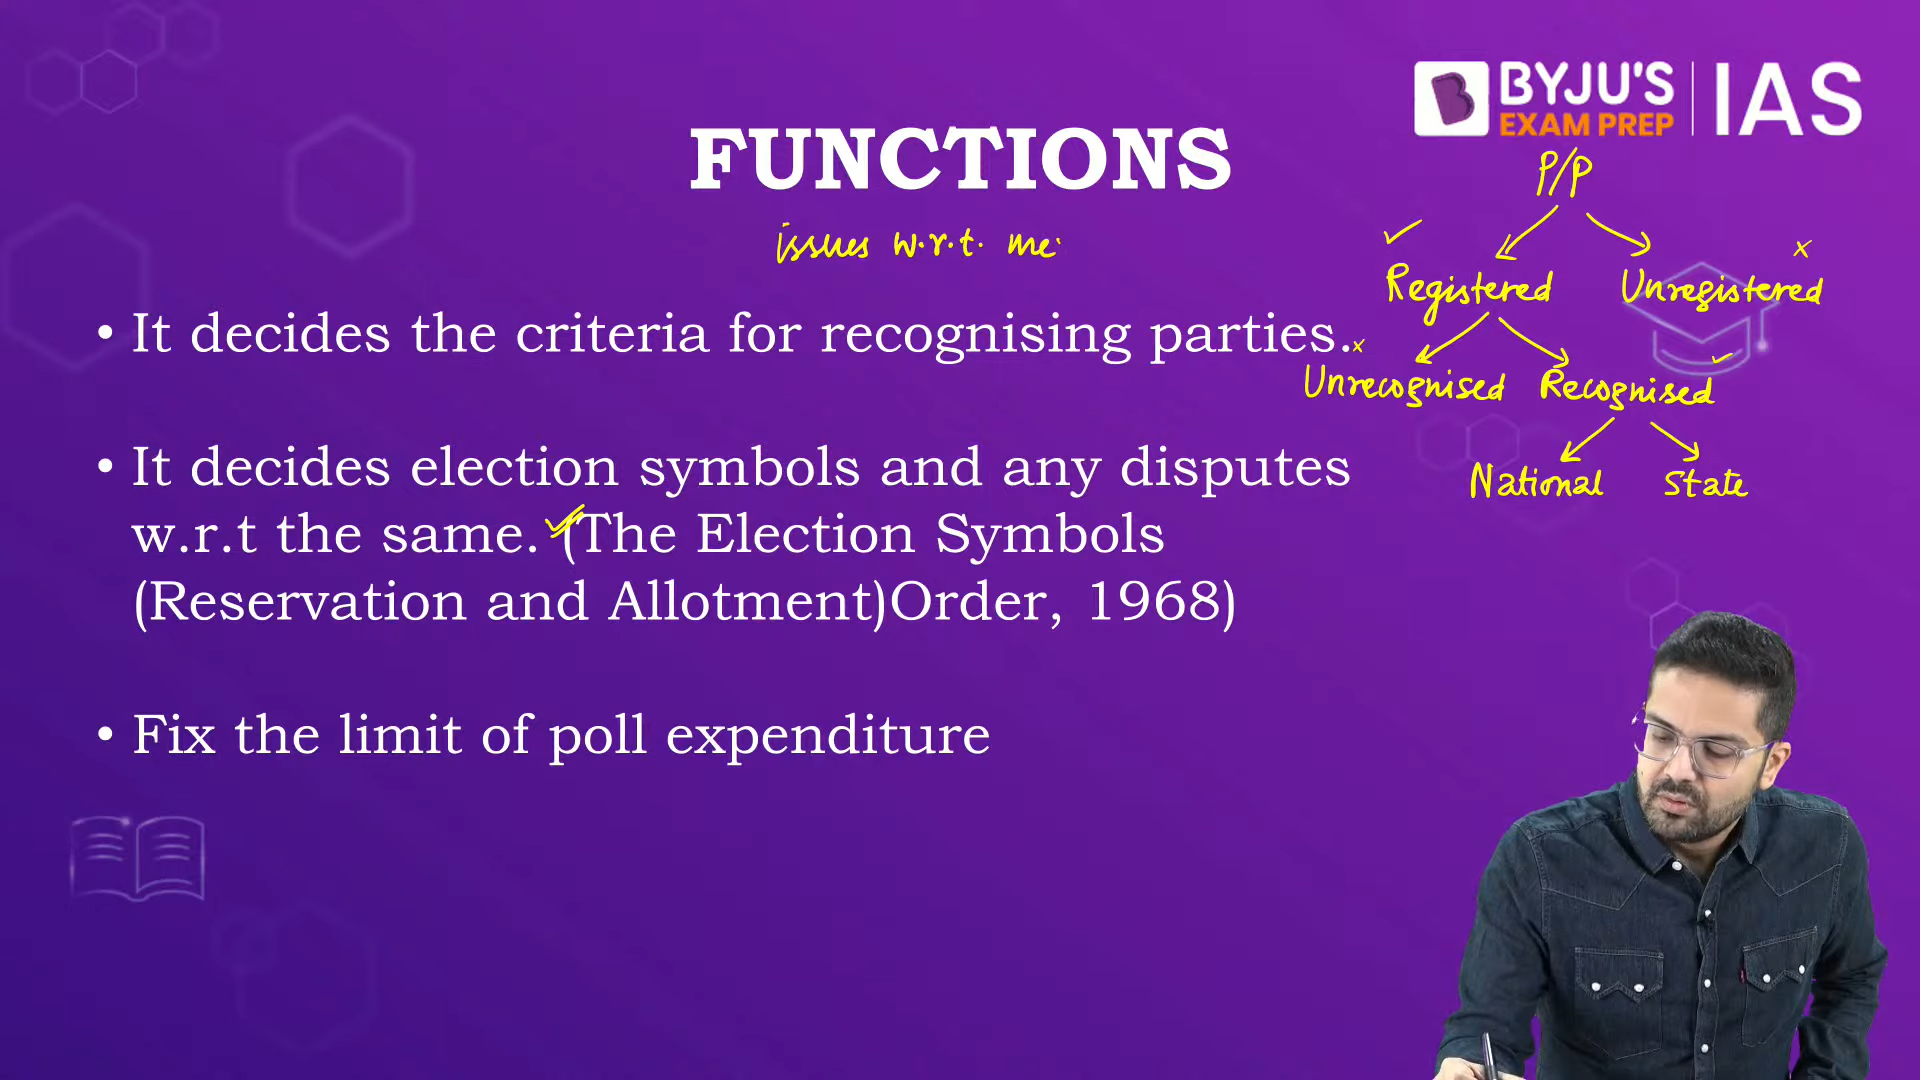 BYJU'S
EXAM PREP
IAS
FUNCTIONS
P/P
issues w.r.t. me
Registered Unregistered
• It decides the criteria for recognising parties.
Unrecognised Recognised
• It decides election symbols and any disputes
National State
w.r.t the same. (The Election Symbols
(Reservation and Allotment)Order, 1968)
• Fix the limit of poll expenditure